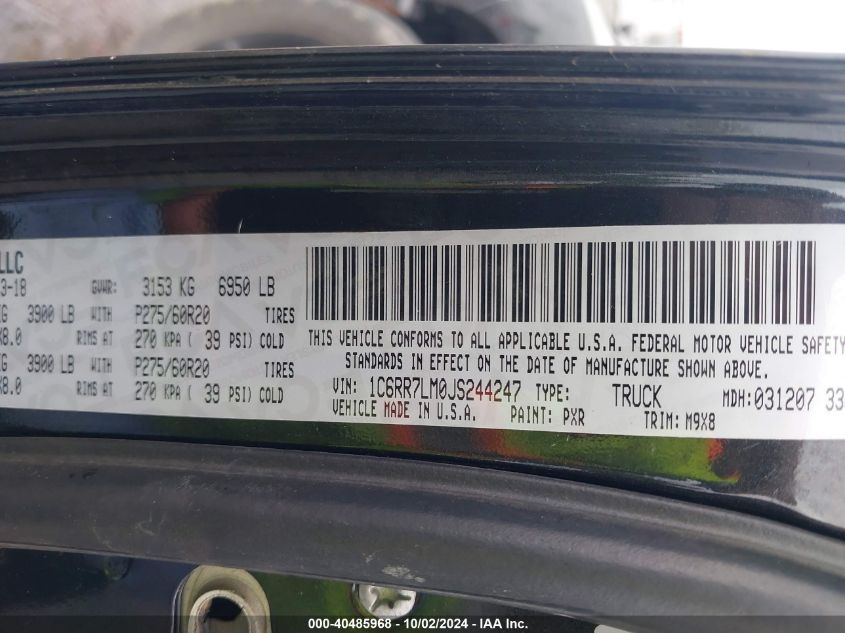 LLC
3-18 GVWR: 3153 KG 6950 LB
KG 3900 LB WITH P275/60R20 TIRES
X8.0 RIMS AT 270 KPA ( 39 PSI) COLD
KG 3900 LB WITH P275/60R20 TIRES
X8.0 RIMS AT 270 KPA ( 39 PSI) COLD
THIS VEHICLE CONFORMS TO ALL APPLICABLE U.S.A. FEDERAL MOTOR VEHICLE SAFETY
STANDARDS IN EFFECT ON THE DATE OF MANUFACTURE SHOWN ABOVE.
VIN: 1C6RR7LM0JS244247 TYPE: TRUCK MDH: 031207 33
VEHICLE MADE IN U.S.A. PAINT: PXR TRIM: M9X8
000-40485968 - 10/02/2024 - IAA Inc.